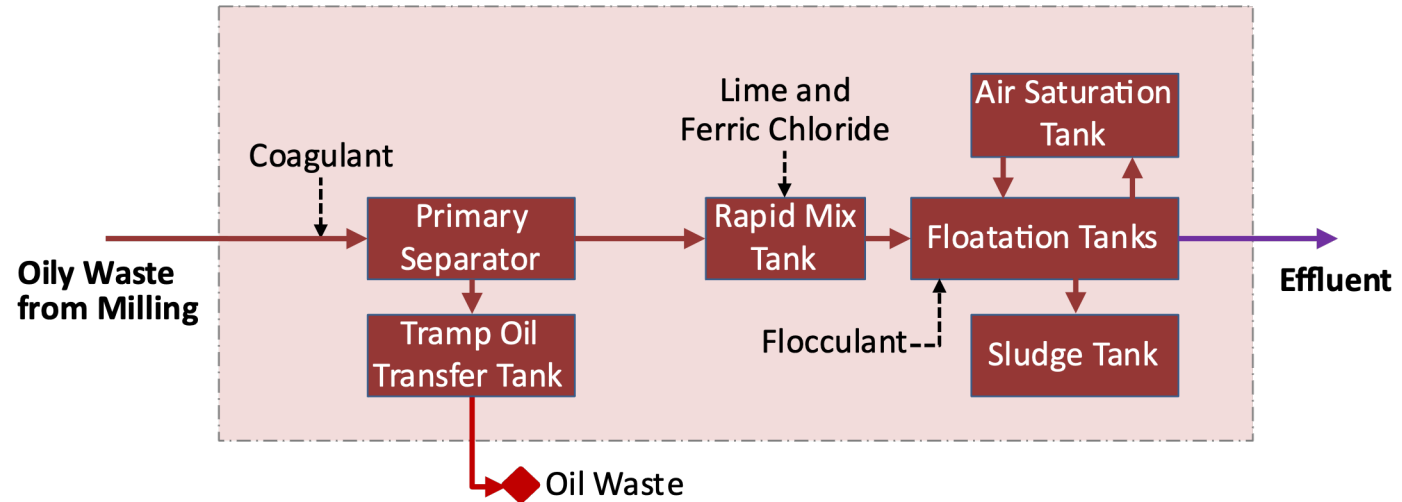 Coagulant
Oily Waste
from Milling
Primary
Separator
Tramp Oil
Transfer Tank
Oil Waste
Lime and
Ferric Chloride
Rapid Mix
Tank
Air Saturation
Tank
Floatation Tanks
Flocculant
Sludge Tank
Effluent